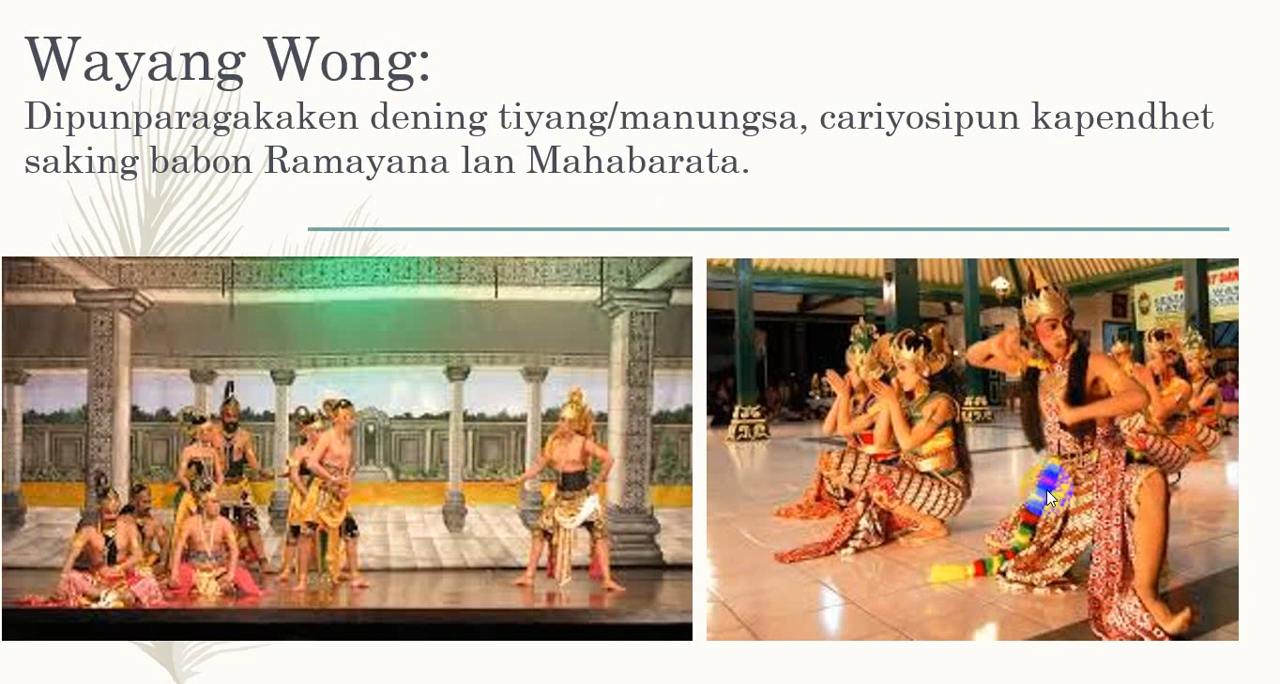 Wayang Wong:
Dipunparagakaken dening tiyang/manungsa, cariyosipun kapendhet
saking babon Ramayana lan Mahabarata.